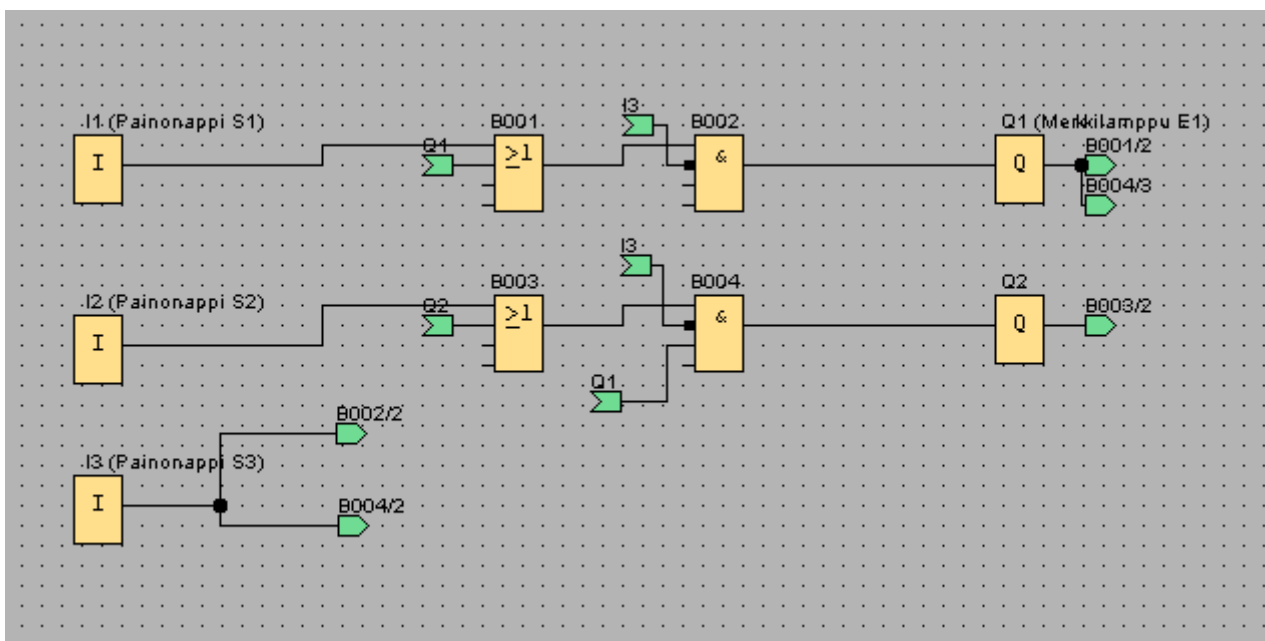 I3
I1 (Painonappi S1)
B001
B002
Q1 (Merkkilamppu E1)
Q1
B001/2
I
≥1
&
Q
B004/3
I3
I2 (Painonappi S2)
B003
B004
Q2
Q2
B003/2
I
≥1
&
Q
Q1
B002/2
I3 (Painonappi S3)
I
B004/2